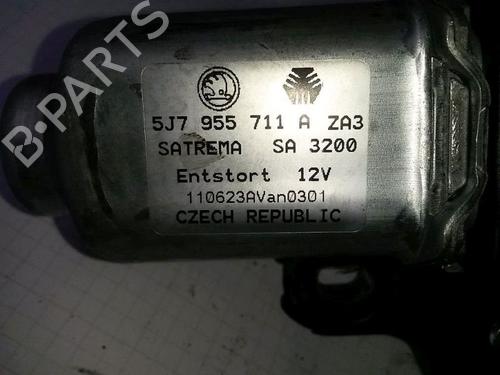 B-PARTS
5J7 955 711 A ZA3
SATREMA SA 3200
Entstort 12V
110623AVan0301
CZECH REPUBLIC